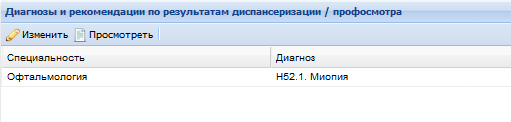 Диагнозы и рекомендации по результатам диспансеризации / профосмотра
Изменить Просмотреть
Специальность Диагноз
Офтальмология H52.1. Миопия